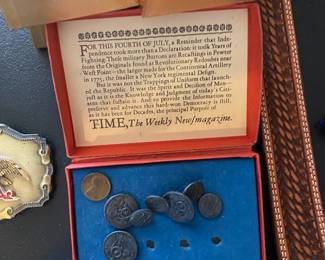 FOR THIS FOURTH OF JULY, a Reminder that Inde-
pendence took more than a Declaration: it took Years of
Fighting. These military Buttons are Recastings in Pewter
from the Originals found at Revolutionary Redoubts near
West Point—the larger made for the Continental Artillery
in 1775, the smaller a New York regimental Design.
But it was not the Trappings of Uniform that launch-
ed the Republic. It was the Spirit and Decision of Men—
as it is the Knowledge and Judgment of today's Citi-
zens that sustain it. And to provide the Information to
preserve and advance this hard-won Democracy is still,
as it has been for Decades, the principal Purpose of
TIME, The Weekly Newsmagazine.